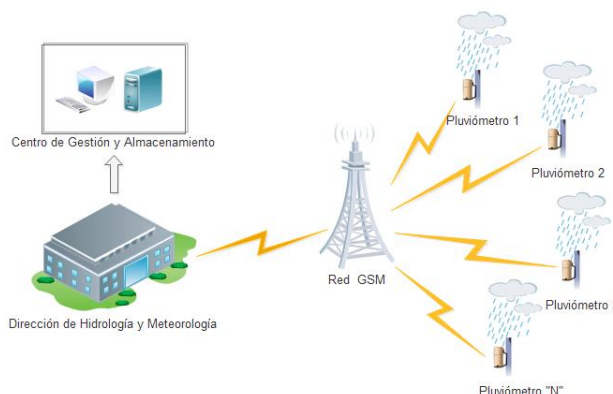 Centro de Gestión y Almacenamiento
Dirección de Hidrología y Meteorología
Red GSM
Pluviómetro 1
Pluviómetro 2
Pluviómetro
Pluviómetro "N"